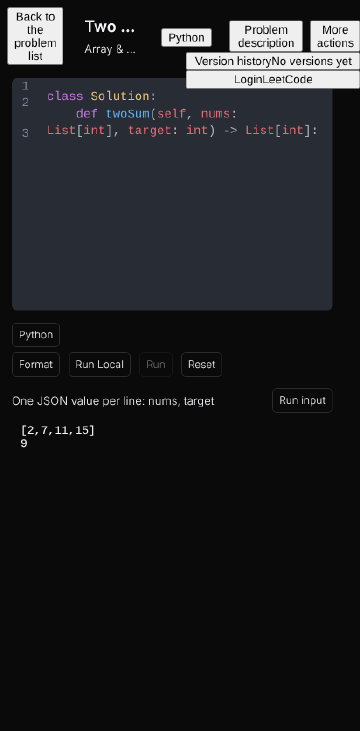 Back to
the
problem
list
Two ...
Array & ...
Python
Problem
description
More
actions
Version historyNo versions yet
LoginLeetCode
1
class Solution:
2
def twoSum(self, nums:
List[int], target: int) -> List[int]:
3
Python
Format
Run Local
Run
Reset
One JSON value per line: nums, target
Run input
[2,7,11,15]
9